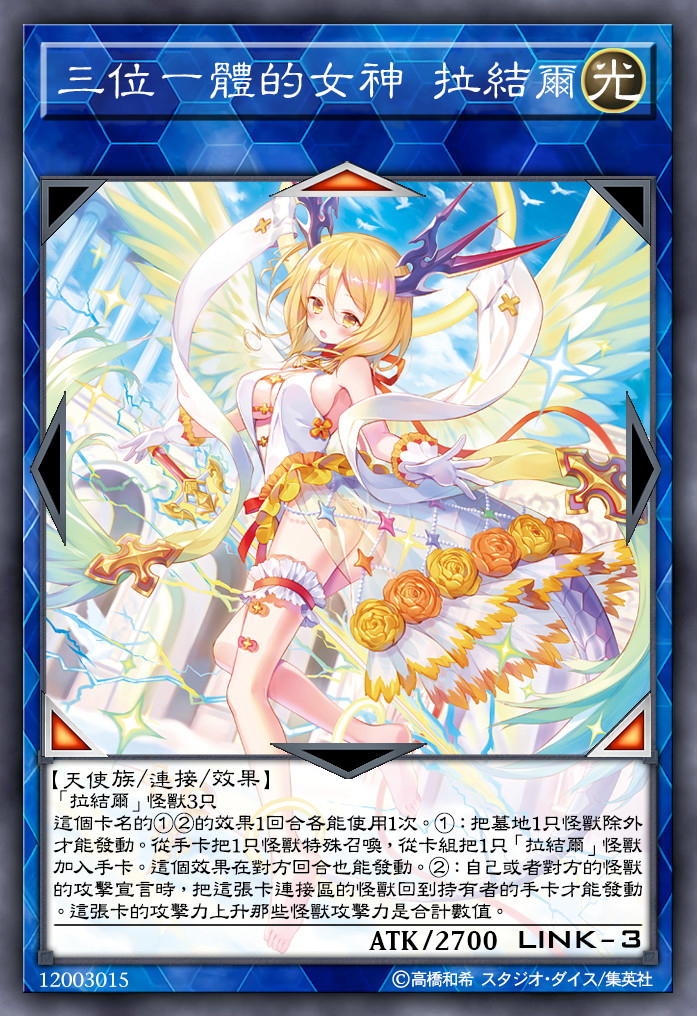 三位一體的女神 拉結爾
光
【天使族/連接/效果】
「拉結爾」怪獸3只
這個卡名的①②的效果1回合各能使用1次。①:把墓地1只怪獸除外
才能發動。從手卡把1只怪獸特殊召喚,從卡組把1只「拉結爾」怪獸
加入手卡。這個效果在對方回合也能發動。②:自己或者對方的怪獸
的攻擊宣言時,把這張卡連接區的怪獸回到持有者的手卡才能發動
。這張卡的攻擊力上升那些怪獸攻擊力是合計數值。
ATK/2700 LINK-3
12003015 ©高橋和希 スタジオ・ダイス/集英社